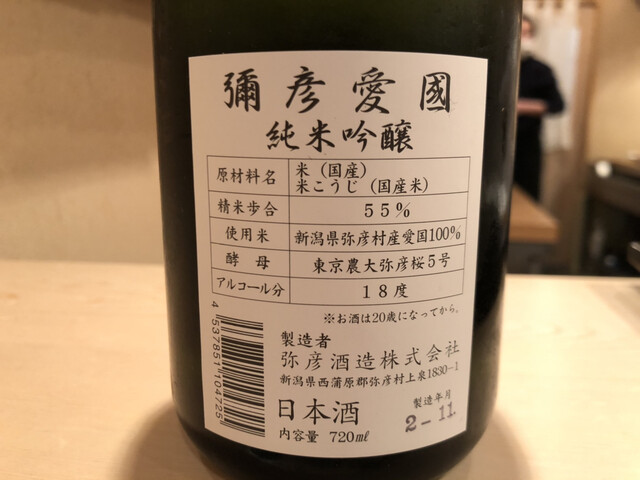 彌彦愛國
純米吟醸
原材料名 米（国産）
米こうじ（国産米）
精米歩合 55%
使用米 新潟県弥彦村産愛国100%
酵母 東京農大弥彦桜5号
アルコール分 18度
※お酒は20歳になってから。
製造者
弥彦酒造株式会社
新潟県西蒲原郡弥彦村上泉1830-1
日本酒
内容量 720ml
製造年月
2-11.
4 537851 104725